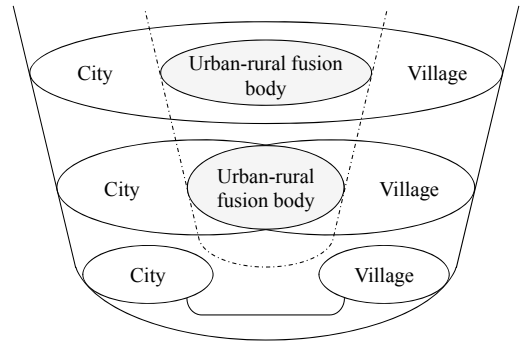 City
Urban-rural fusion
body
Village
City
Urban-rural
fusion body
Village
City
Village